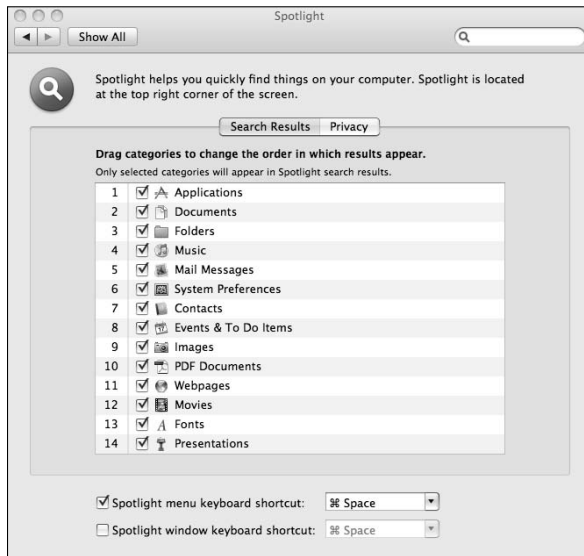 Spotlight
Show All
Spotlight helps you quickly find things on your computer. Spotlight is located
at the top right corner of the screen.
Search Results Privacy
Drag categories to change the order in which results appear.
Only selected categories will appear in Spotlight search results.
1 Applications
2 Documents
3 Folders
4 Music
5 Mail Messages
6 System Preferences
7 Contacts
8 Events & To Do Items
9 Images
10 PDF Documents
11 Webpages
12 Movies
13 Fonts
14 Presentations
Spotlight menu keyboard shortcut: ⌘ Space
Spotlight window keyboard shortcut: ⌘ Space